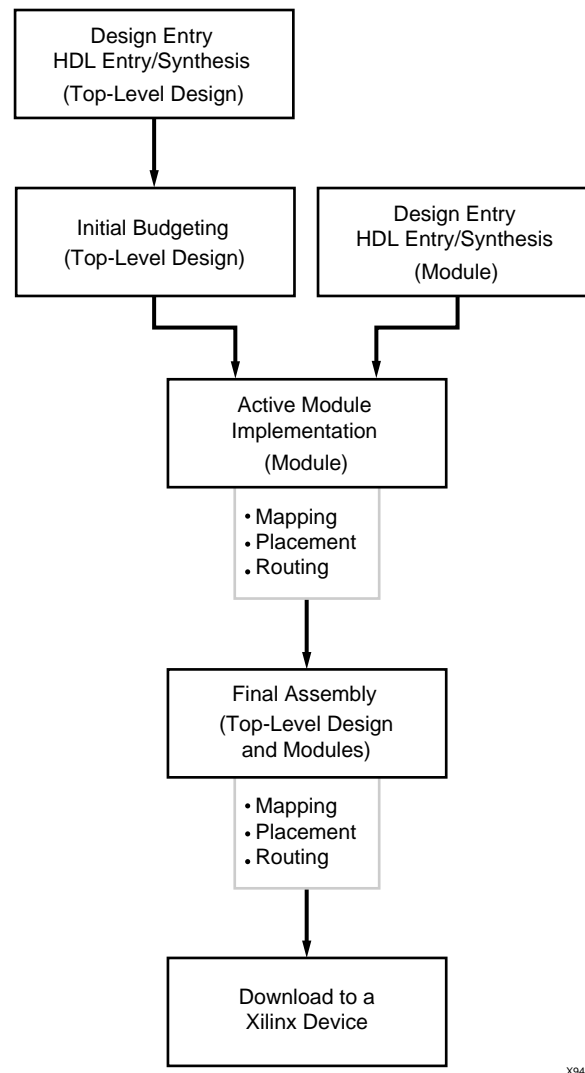 Design Entry
HDL Entry/Synthesis
(Top-Level Design)
Initial Budgeting
(Top-Level Design)
Design Entry
HDL Entry/Synthesis
(Module)
Active Module
Implementation
(Module)
• Mapping
• Placement
• Routing
Final Assembly
(Top-Level Design
and Modules)
• Mapping
• Placement
• Routing
Download to a
Xilinx Device